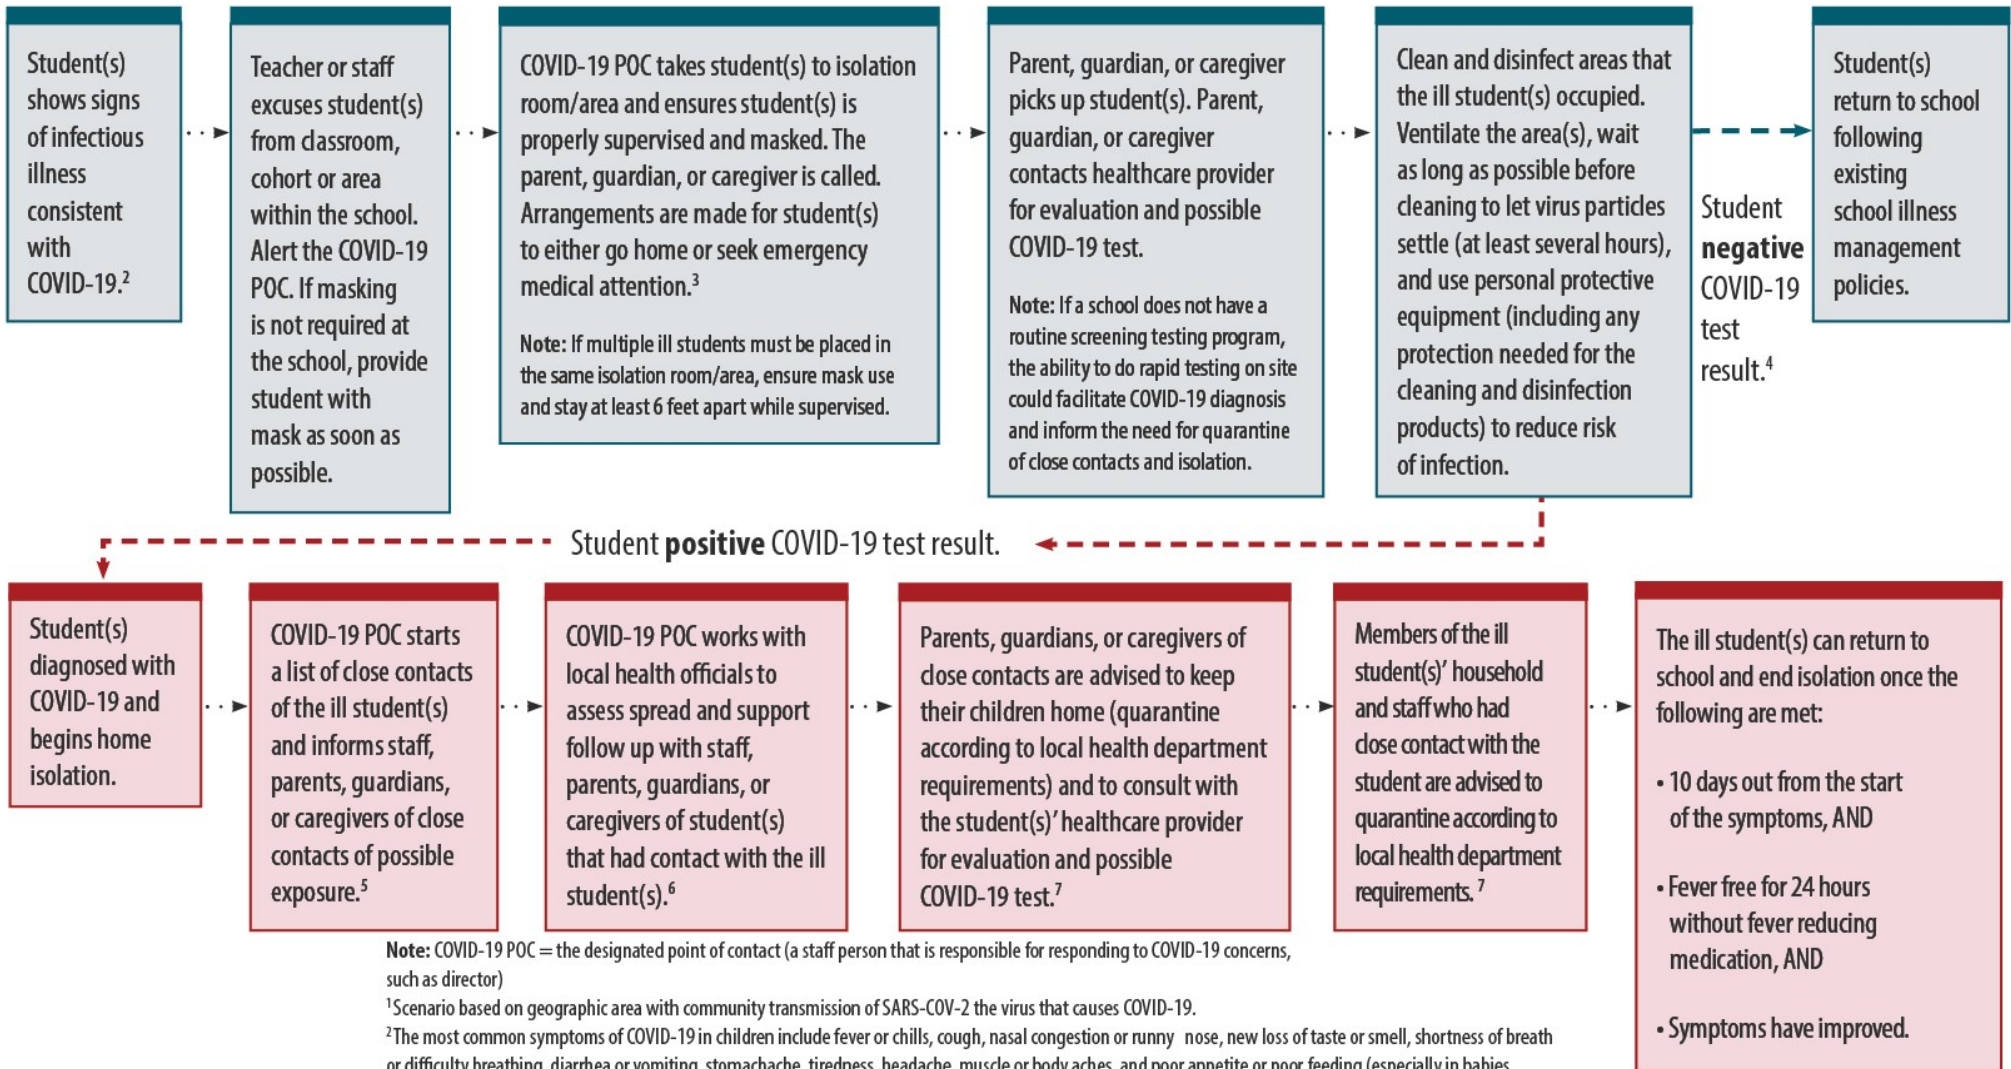 Student(s)
shows signs
of infectious
illness
consistent
with
COVID-19.²
Teacher or staff
excuses student(s)
from classroom,
cohort or area
within the school.
Alert the COVID-19
POC. If masking
is not required at
the school, provide
student with
mask as soon as
possible.
COVID-19 POC takes student(s) to isolation
room/area and ensures student(s) is
properly supervised and masked. The
parent, guardian, or caregiver is called.
Arrangements are made for student(s)
to either go home or seek emergency
medical attention.³
Note: If multiple ill students must be placed in
the same isolation room/area, ensure mask use
and stay at least 6 feet apart while supervised.
Parent, guardian, or caregiver
picks up student(s). Parent,
guardian, or caregiver
contacts healthcare provider
for evaluation and possible
COVID-19 test.
Note: If a school does not have a
routine screening testing program,
the ability to do rapid testing on site
could facilitate COVID-19 diagnosis
and inform the need for quarantine
of close contacts and isolation.
Clean and disinfect areas that
the ill student(s) occupied.
Ventilate the area(s), wait
as long as possible before
cleaning to let virus particles
settle (at least several hours),
and use personal protective
equipment (including any
protection needed for the
cleaning and disinfection
products) to reduce risk
of infection.
Student
negative
COVID-19
test
result.⁴
Student(s)
return to school
following
existing
school illness
management
policies.
Student positive COVID-19 test result.
Student(s)
diagnosed with
COVID-19 and
begins home
isolation.
COVID-19 POC starts
a list of close contacts
of the ill student(s)
and informs staff,
parents, guardians,
or caregivers of close
contacts of possible
exposure.⁵
COVID-19 POC works with
local health officials to
assess spread and support
follow up with staff,
parents, guardians, or
caregivers of student(s)
that had contact with the ill
student(s).⁶
Parents, guardians, or caregivers of
close contacts are advised to keep
their children home (quarantine
according to local health department
requirements) and to consult with
the student(s)' healthcare provider
for evaluation and possible
COVID-19 test.⁷
Members of the ill
student(s)' household
and staff who had
close contact with the
student are advised to
quarantine according to
local health department
requirements. ⁷
The ill student(s) can return to
school and end isolation once the
following are met:
• 10 days out from the start
of the symptoms, AND
• Fever free for 24 hours
without fever reducing
medication, AND
• Symptoms have improved.
Note: COVID-19 POC = the designated point of contact (a staff person that is responsible for responding to COVID-19 concerns,
such as director)
¹Scenario based on geographic area with community transmission of SARS-COV-2 the virus that causes COVID-19.
²The most common symptoms of COVID-19 in children include fever or chills, cough, nasal congestion or runny nose, new loss of taste or smell, shortness of breath
or difficulty breathing, diarrhea or vomiting, stomachache, tiredness, headache, muscle or body aches, and poor appetite or poor feeding (especially in babies